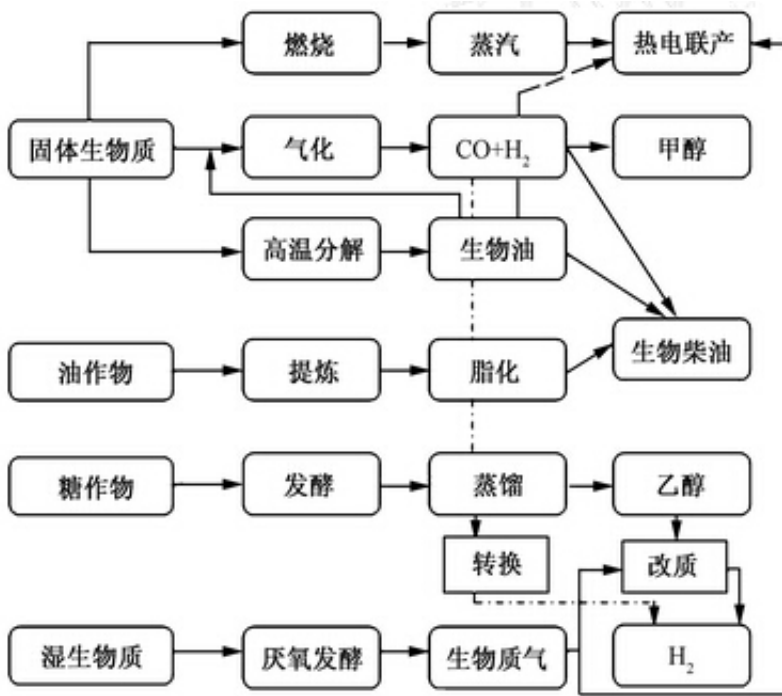 燃烧
蒸汽
热电联产
固体生物质
气化
CO+H₂
甲醇
高温分解
生物油
生物柴油
油作物
提炼
脂化
糖作物
发酵
蒸馏
乙醇
转换
改质
湿生物质
厌氧发酵
生物质气
H₂